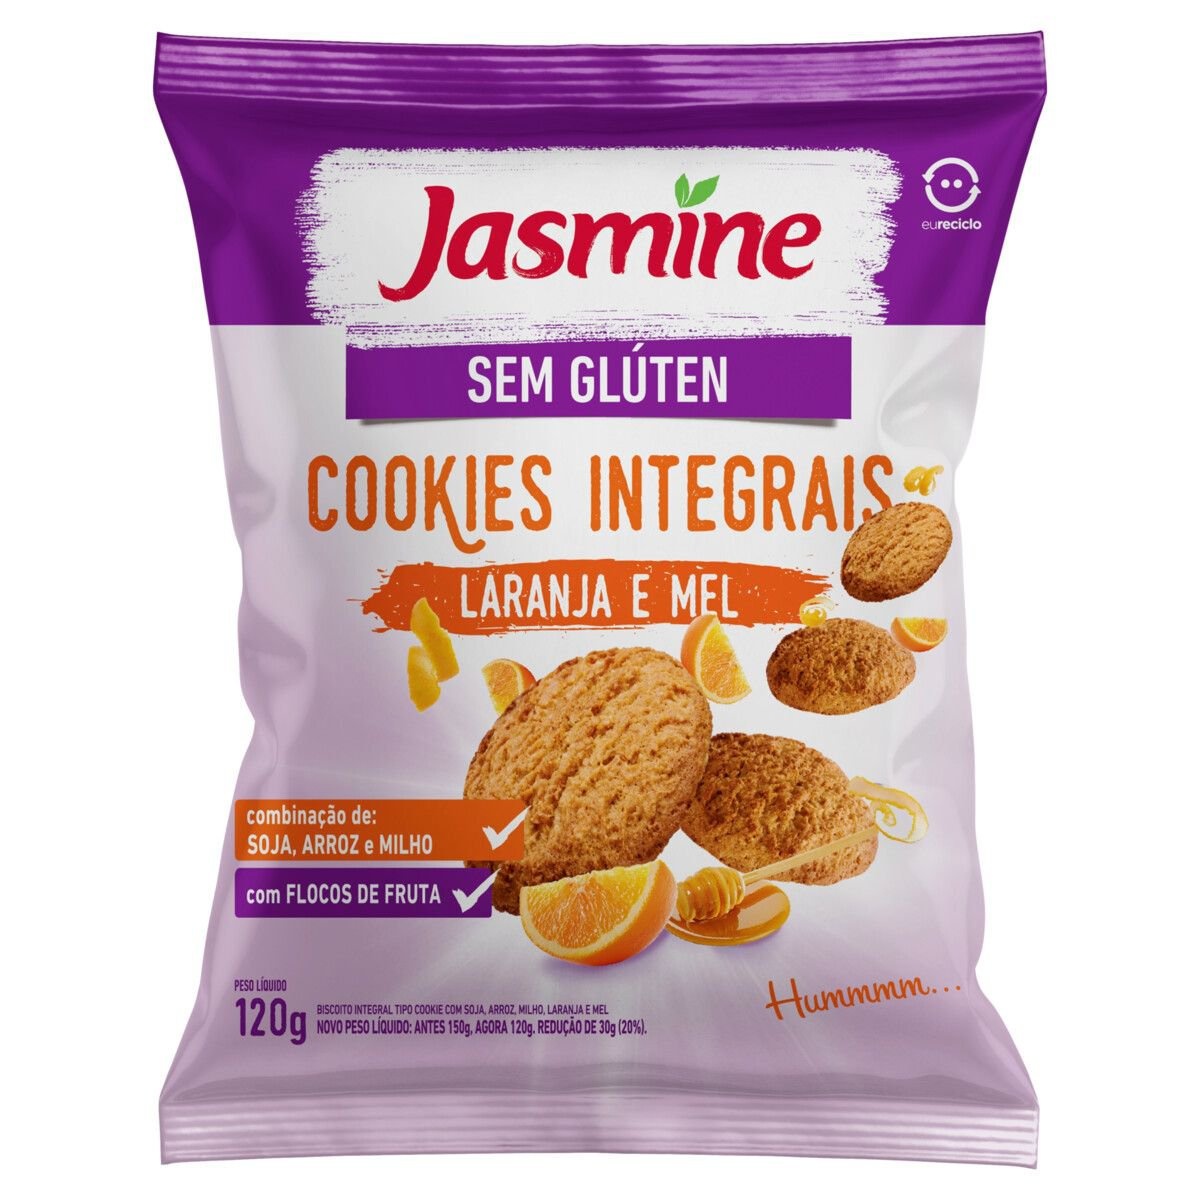 Jasmine
eureciclo
SEM GLÚTEN
COOKIES INTEGRAIS
LARANJA E MEL
combinação de:
SOJA, ARROZ e MILHO
com FLOCOS DE FRUTA
PESO LÍQUIDO
120g
BISCOITO INTEGRAL TIPO COOKIE COM SOJA, ARROZ, MILHO, LARANJA E MEL
NOVO PESO LÍQUIDO: ANTES 150g, AGORA 120g. REDUÇÃO DE 30g (20%).
Hummmm...